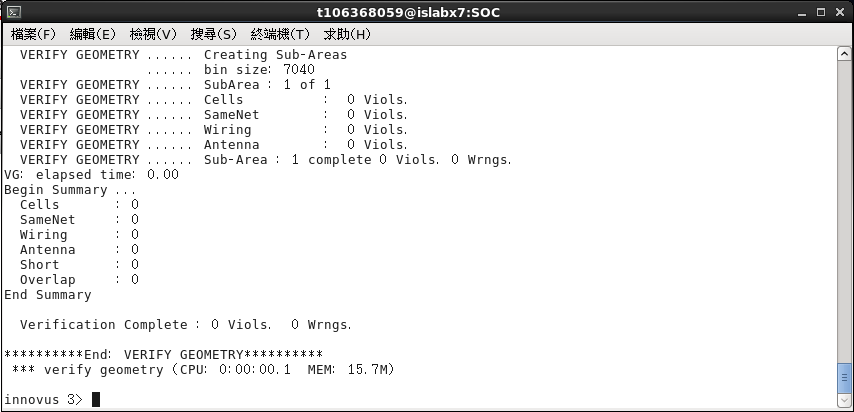 t106368059@islabx7:SOC
檔案(F) 編輯(E) 檢視(V) 搜尋(S) 終端機(T) 求助(H)
VERIFY GEOMETRY ...... Creating Sub-Areas
...... bin size: 7040
VERIFY GEOMETRY ...... SubArea : 1 of 1
VERIFY GEOMETRY ...... Cells : 0 Viols.
VERIFY GEOMETRY ...... SameNet : 0 Viols.
VERIFY GEOMETRY ...... Wiring : 0 Viols.
VERIFY GEOMETRY ...... Antenna : 0 Viols.
VERIFY GEOMETRY ...... Sub-Area : 1 complete 0 Viols. 0 Wrngs.
VG: elapsed time: 0.00
Begin Summary ...
Cells : 0
SameNet : 0
Wiring : 0
Antenna : 0
Short : 0
Overlap : 0
End Summary
Verification Complete : 0 Viols. 0 Wrngs.
**********End: VERIFY GEOMETRY**********
*** verify geometry (CPU: 0:00:00.1 MEM: 15.7M)
innovus 3>